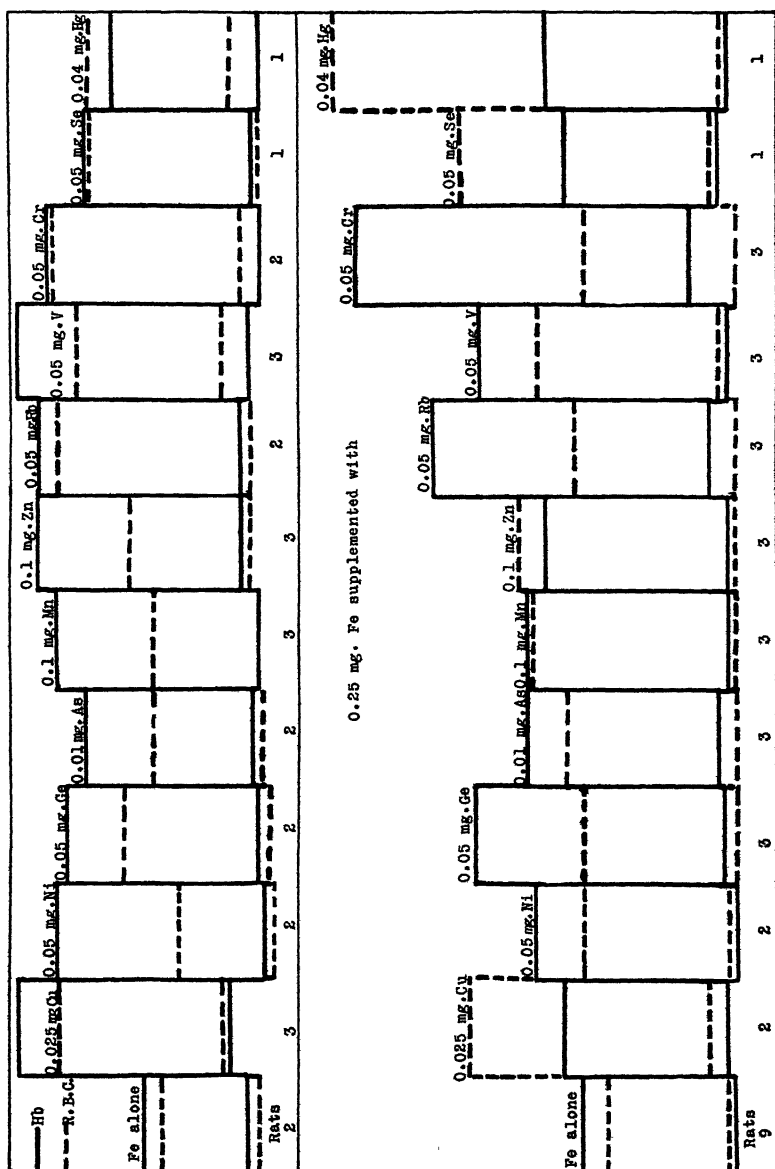 Hb
R.B.C.
Fe alone
0.025 mg Cu
0.05 mg.Ni
0.05 mg.Ge
0.01 mg.As
0.1 mg.Mn
0.1 mg.Zn
0.05 mgRb
0.05 mg.V
0.05 mg.Cr
0.05 mg.Se
0.04 mg.Hg
Rats
2 3 2 2 2 3 3 2 3 2 1 1
0.25 mg. Fe supplemented with
Fe alone
0.025 mg.Cu
0.05 mg.Ni
0.05 mg.Ge
0.01 mg.As
0.1 mg.Mn
0.1 mg.Zn
0.05 mg.Rb
0.05 mg.V
0.05 mg.Cr
0.05 mg.Se
0.04 mg.Hg
Rats
9 2 2 3 3 3 3 3 3 3 1 1